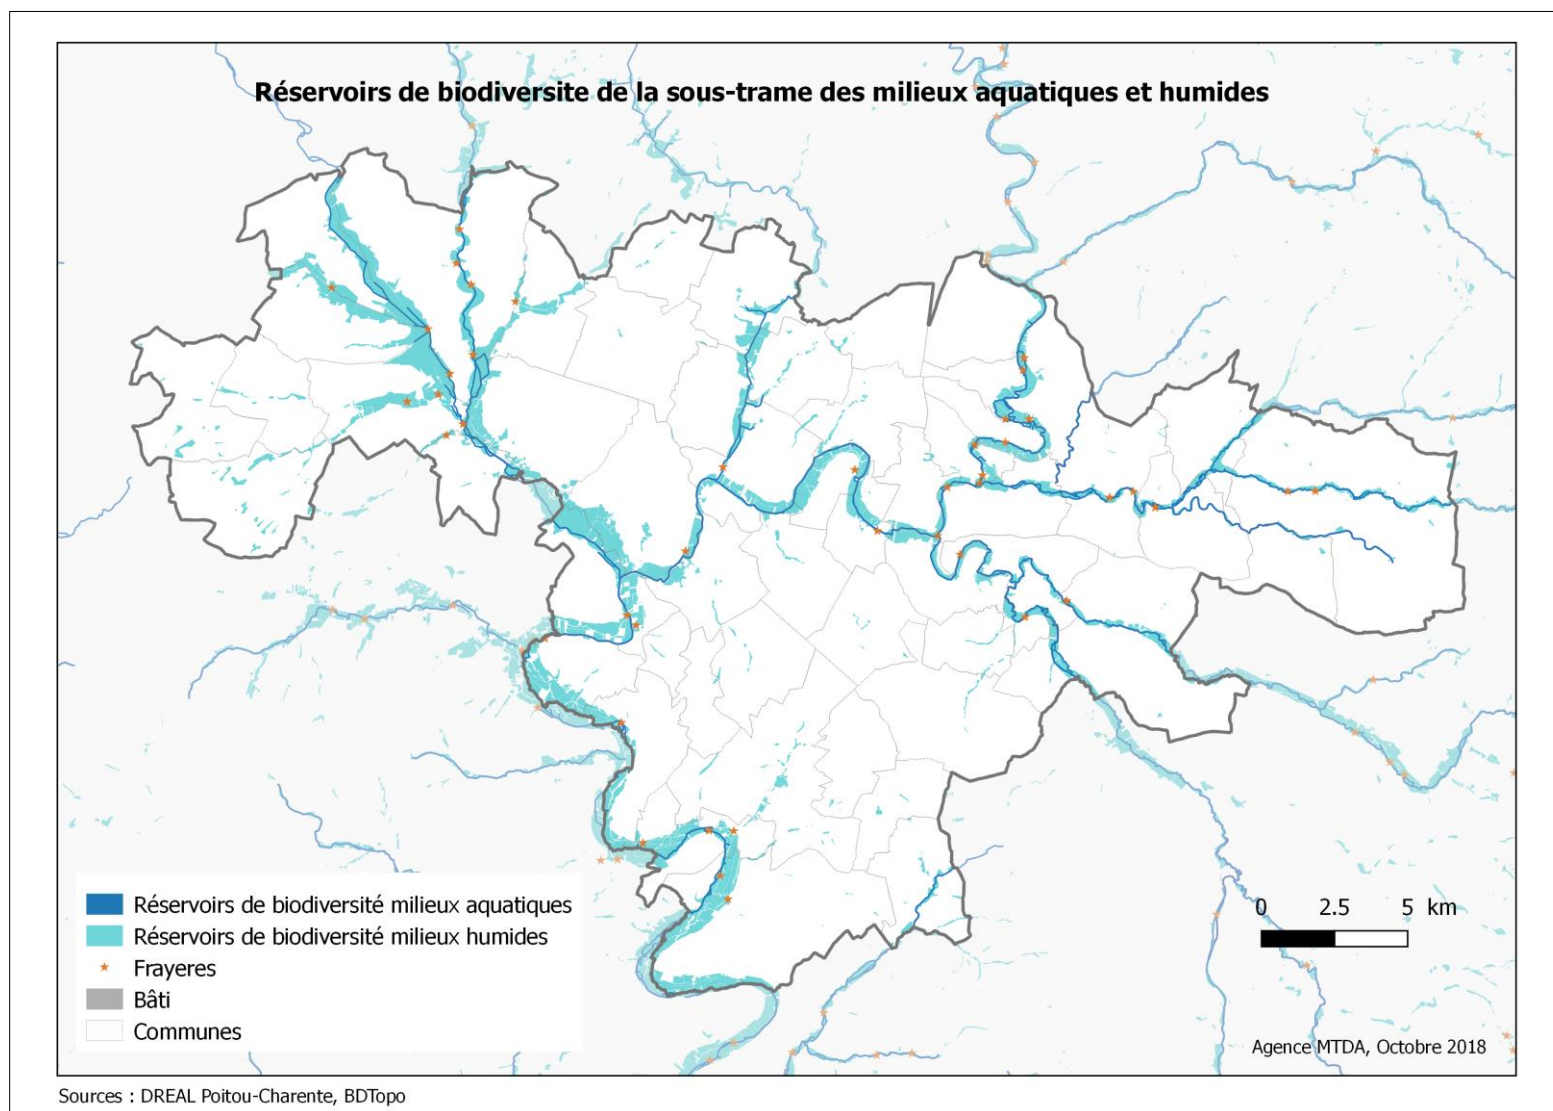 Réservoirs de biodiversite de la sous-trame des milieux aquatiques et humides
Réservoirs de biodiversité milieux aquatiques
Réservoirs de biodiversité milieux humides
Frayeres
Bâti
Communes
0 2.5 5 km
Agence MTDA, Octobre 2018
Sources : DREAL Poitou-Charente, BDTopo